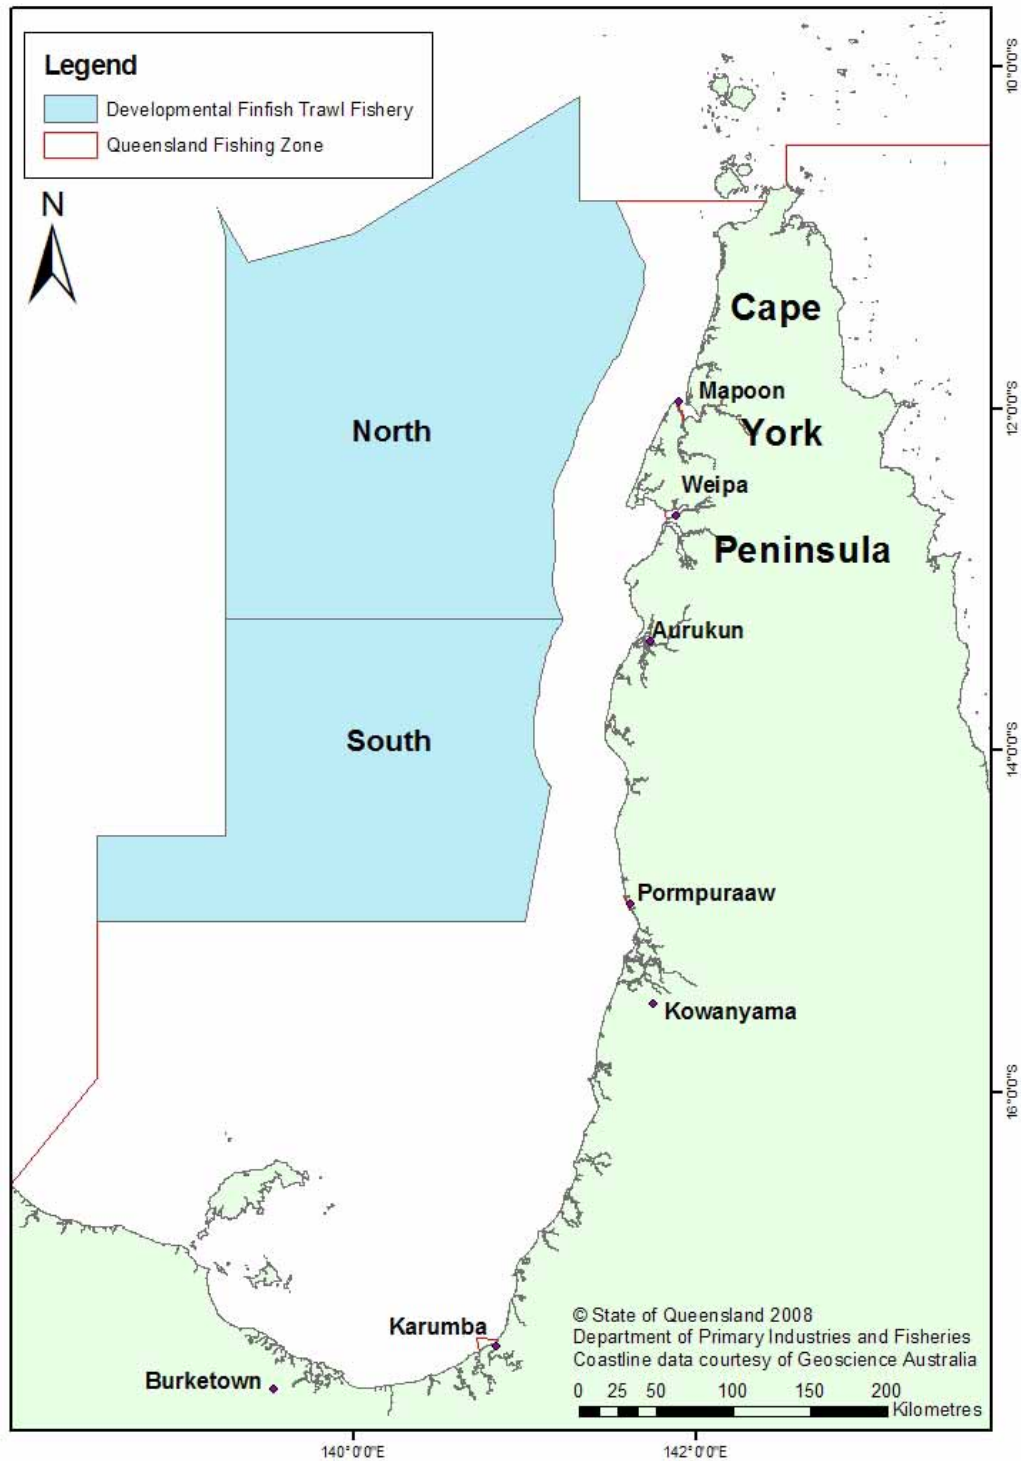 Legend
Developmental Finfish Trawl Fishery
Queensland Fishing Zone
N
10°0'0"S
Cape
Mapoon
12°0'0"S
North
York
Weipa
Peninsula
Aurukun
South
14°0'0"S
Pormpuraaw
Kowanyama
16°0'0"S
Karumba
Burketown
© State of Queensland 2008
Department of Primary Industries and Fisheries
Coastline data courtesy of Geoscience Australia
0 25 50 100 150 200
Kilometres
140°0'0"E 142°0'0"E